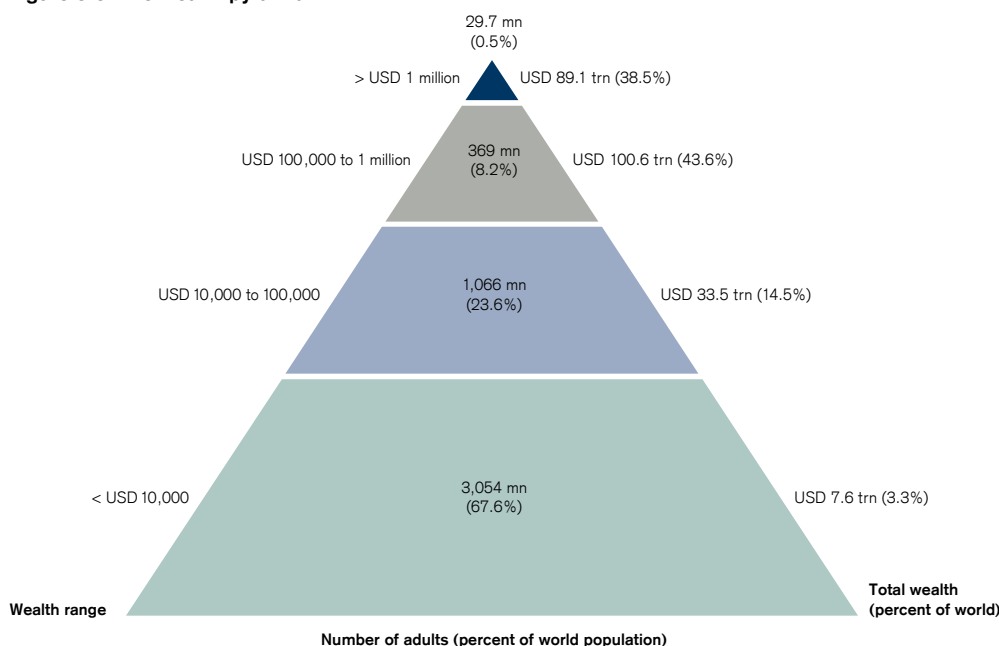 29.7 mn
(0.5%)
> USD 1 million
USD 89.1 trn (38.5%)
USD 100,000 to 1 million
369 mn
(8.2%)
USD 100.6 trn (43.6%)
USD 10,000 to 100,000
1,066 mn
(23.6%)
USD 33.5 trn (14.5%)
< USD 10,000
3,054 mn
(67.6%)
USD 7.6 trn (3.3%)
Wealth range
Total wealth
(percent of world)
Number of adults (percent of world population)